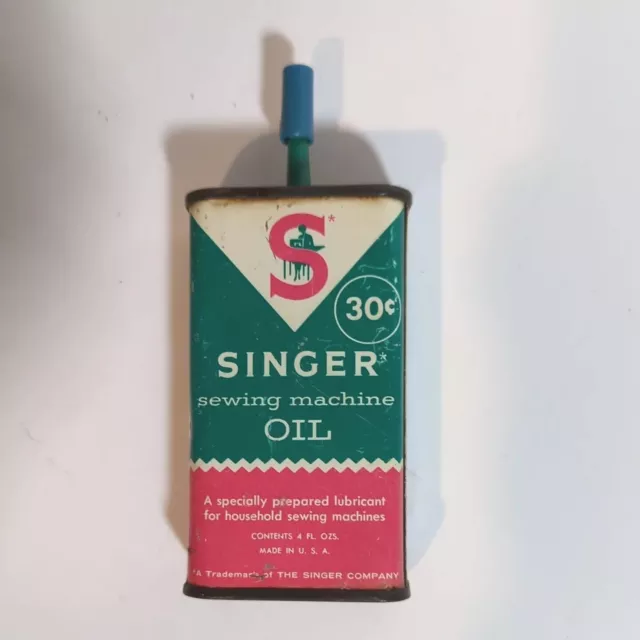 S*
30¢
SINGER*
sewing machine
OIL
A specially prepared lubricant
for household sewing machines
CONTENTS 4 FL. OZS.
MADE IN U. S. A.
*A Trademark of THE SINGER COMPANY